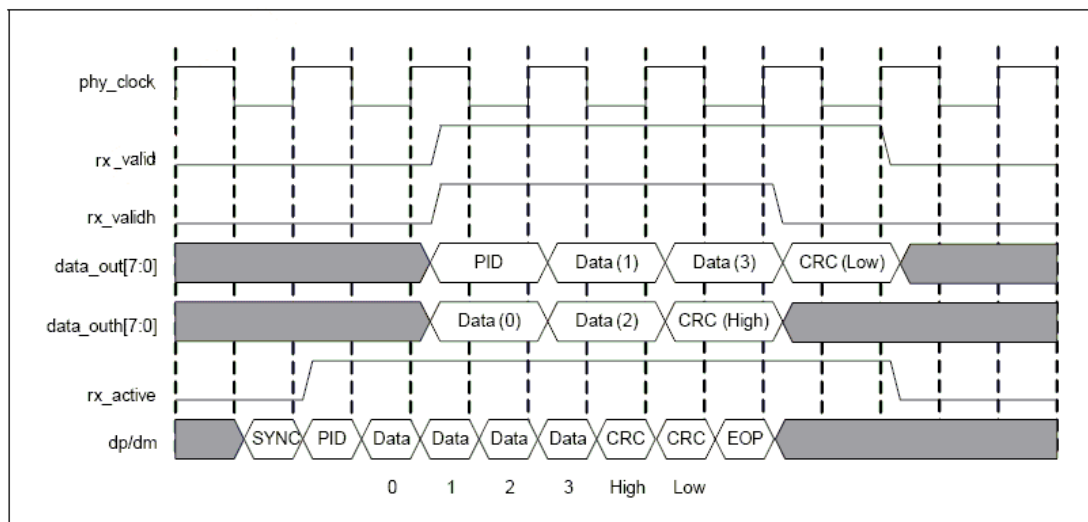 phy_clock
rx_valid
rx_validh
data_out[7:0] PID Data (1) Data (3) CRC (Low)
data_outh[7:0] Data (0) Data (2) CRC (High)
rx_active
dp/dm SYNC PID Data Data Data Data CRC CRC EOP
0 1 2 3 High Low